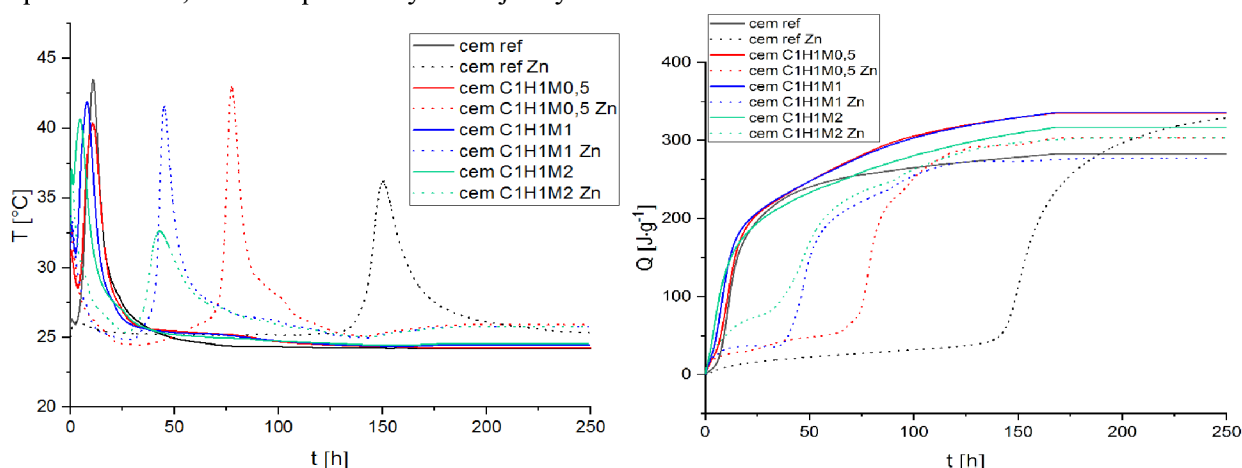 T [°C]
45
40
35
30
25
20
0
50
100
150
200
250
t [h]
cem ref
cem ref Zn
cem C1H1M0,5
cem C1H1M0,5 Zn
cem C1H1M1
cem C1H1M1 Zn
cem C1H1M2
cem C1H1M2 Zn
Q [J·g⁻¹]
400
300
200
100
0
0
50
100
150
200
250
t [h]
cem ref
cem ref Zn
cem C1H1M0,5
cem C1H1M0,5 Zn
cem C1H1M1
cem C1H1M1 Zn
cem C1H1M2
cem C1H1M2 Zn